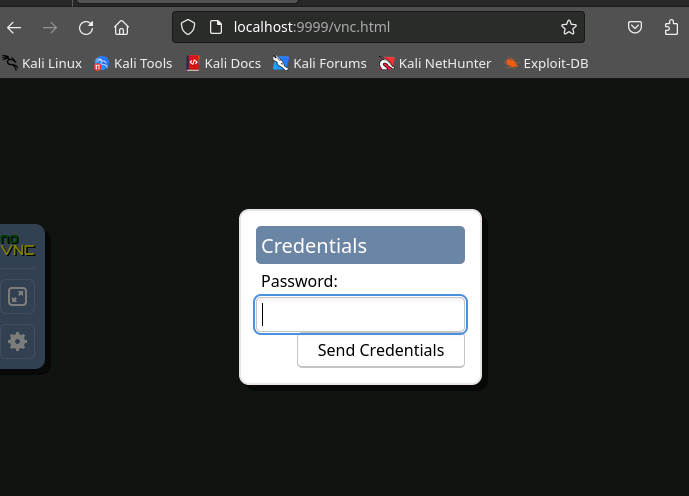 localhost:9999/vnc.html
Kali Linux Kali Tools Kali Docs Kali Forums Kali NetHunter Exploit-DB
Credentials
no
VNC
Password:
Send Credentials